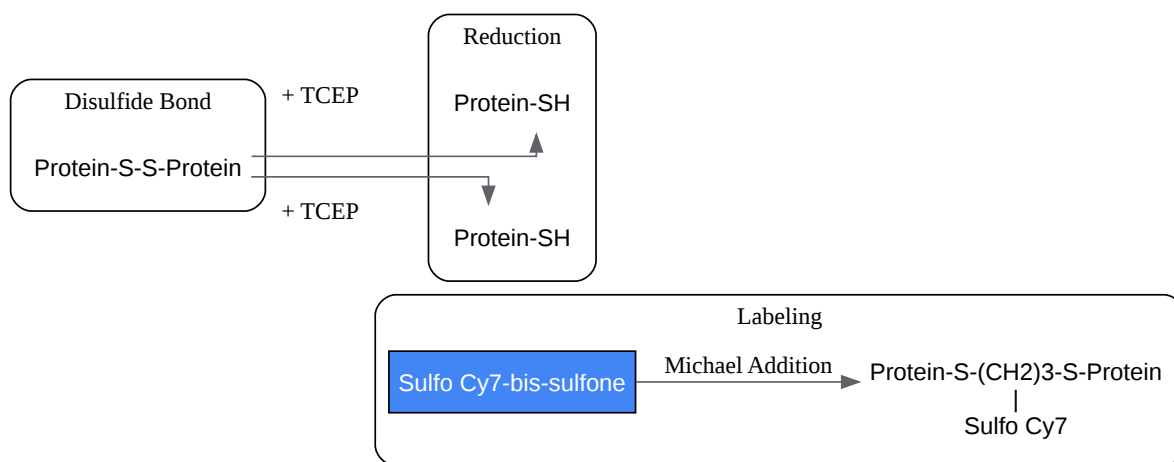 Reduction
Disulfide Bond
+ TCEP
Protein-SH
Protein-S-S-Protein
+ TCEP
Protein-SH
Labeling
Sulfo Cy7-bis-sulfone
Michael Addition
Protein-S-(CH2)3-S-Protein
|
Sulfo Cy7